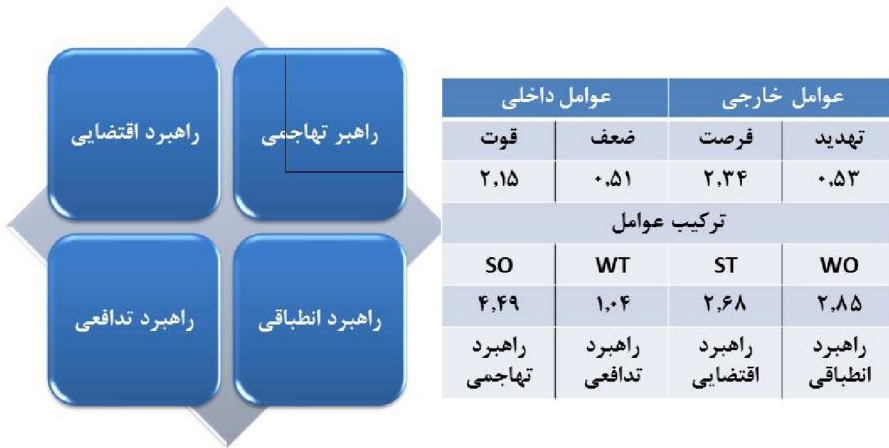 راهبر تهاجمی
راهبرد اقتضایی
راهبرد انطباقی
راهبرد تدافعی
عوامل خارجی عوامل داخلی
تهدید فرصت ضعف قوت
۰,۵۳ ۲,۳۴ ۰,۵۱ ۲,۱۵
ترکیب عوامل
WO ST WT SO
۲,۸۵ ۲,۶۸ ۱,۰۴ ۴,۴۹
راهبرد راهبرد راهبرد راهبرد
انطباقی اقتضایی تدافعی تهاجمی